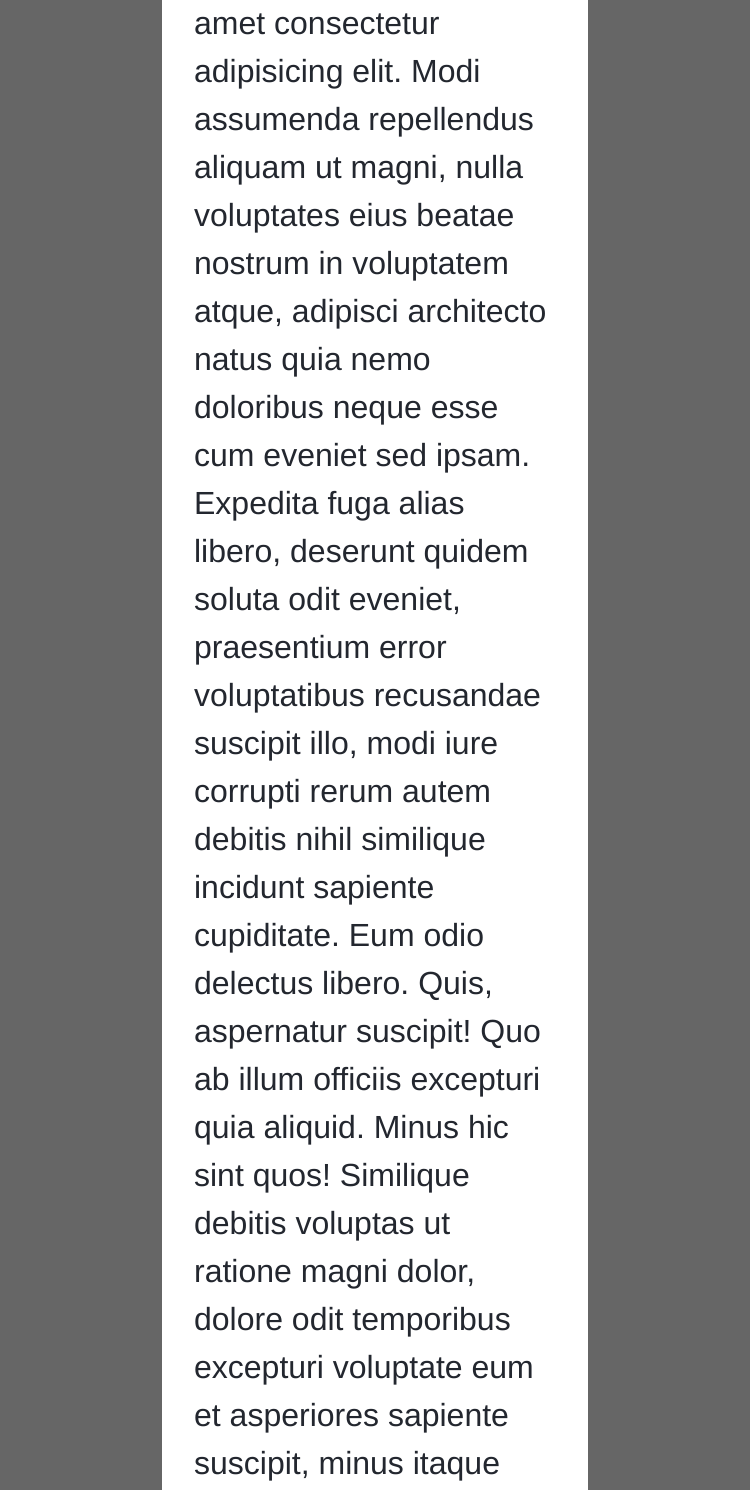 amet consectetur
adipisicing elit. Modi
assumenda repellendus
aliquam ut magni, nulla
voluptates eius beatae
nostrum in voluptatem
atque, adipisci architecto
natus quia nemo
doloribus neque esse
cum eveniet sed ipsam.
Expedita fuga alias
libero, deserunt quidem
soluta odit eveniet,
praesentium error
voluptatibus recusandae
suscipit illo, modi iure
corrupti rerum autem
debitis nihil similique
incidunt sapiente
cupiditate. Eum odio
delectus libero. Quis,
aspernatur suscipit! Quo
ab illum officiis excepturi
quia aliquid. Minus hic
sint quos! Similique
debitis voluptas ut
ratione magni dolor,
dolore odit temporibus
excepturi voluptate eum
et asperiores sapiente
suscipit, minus itaque